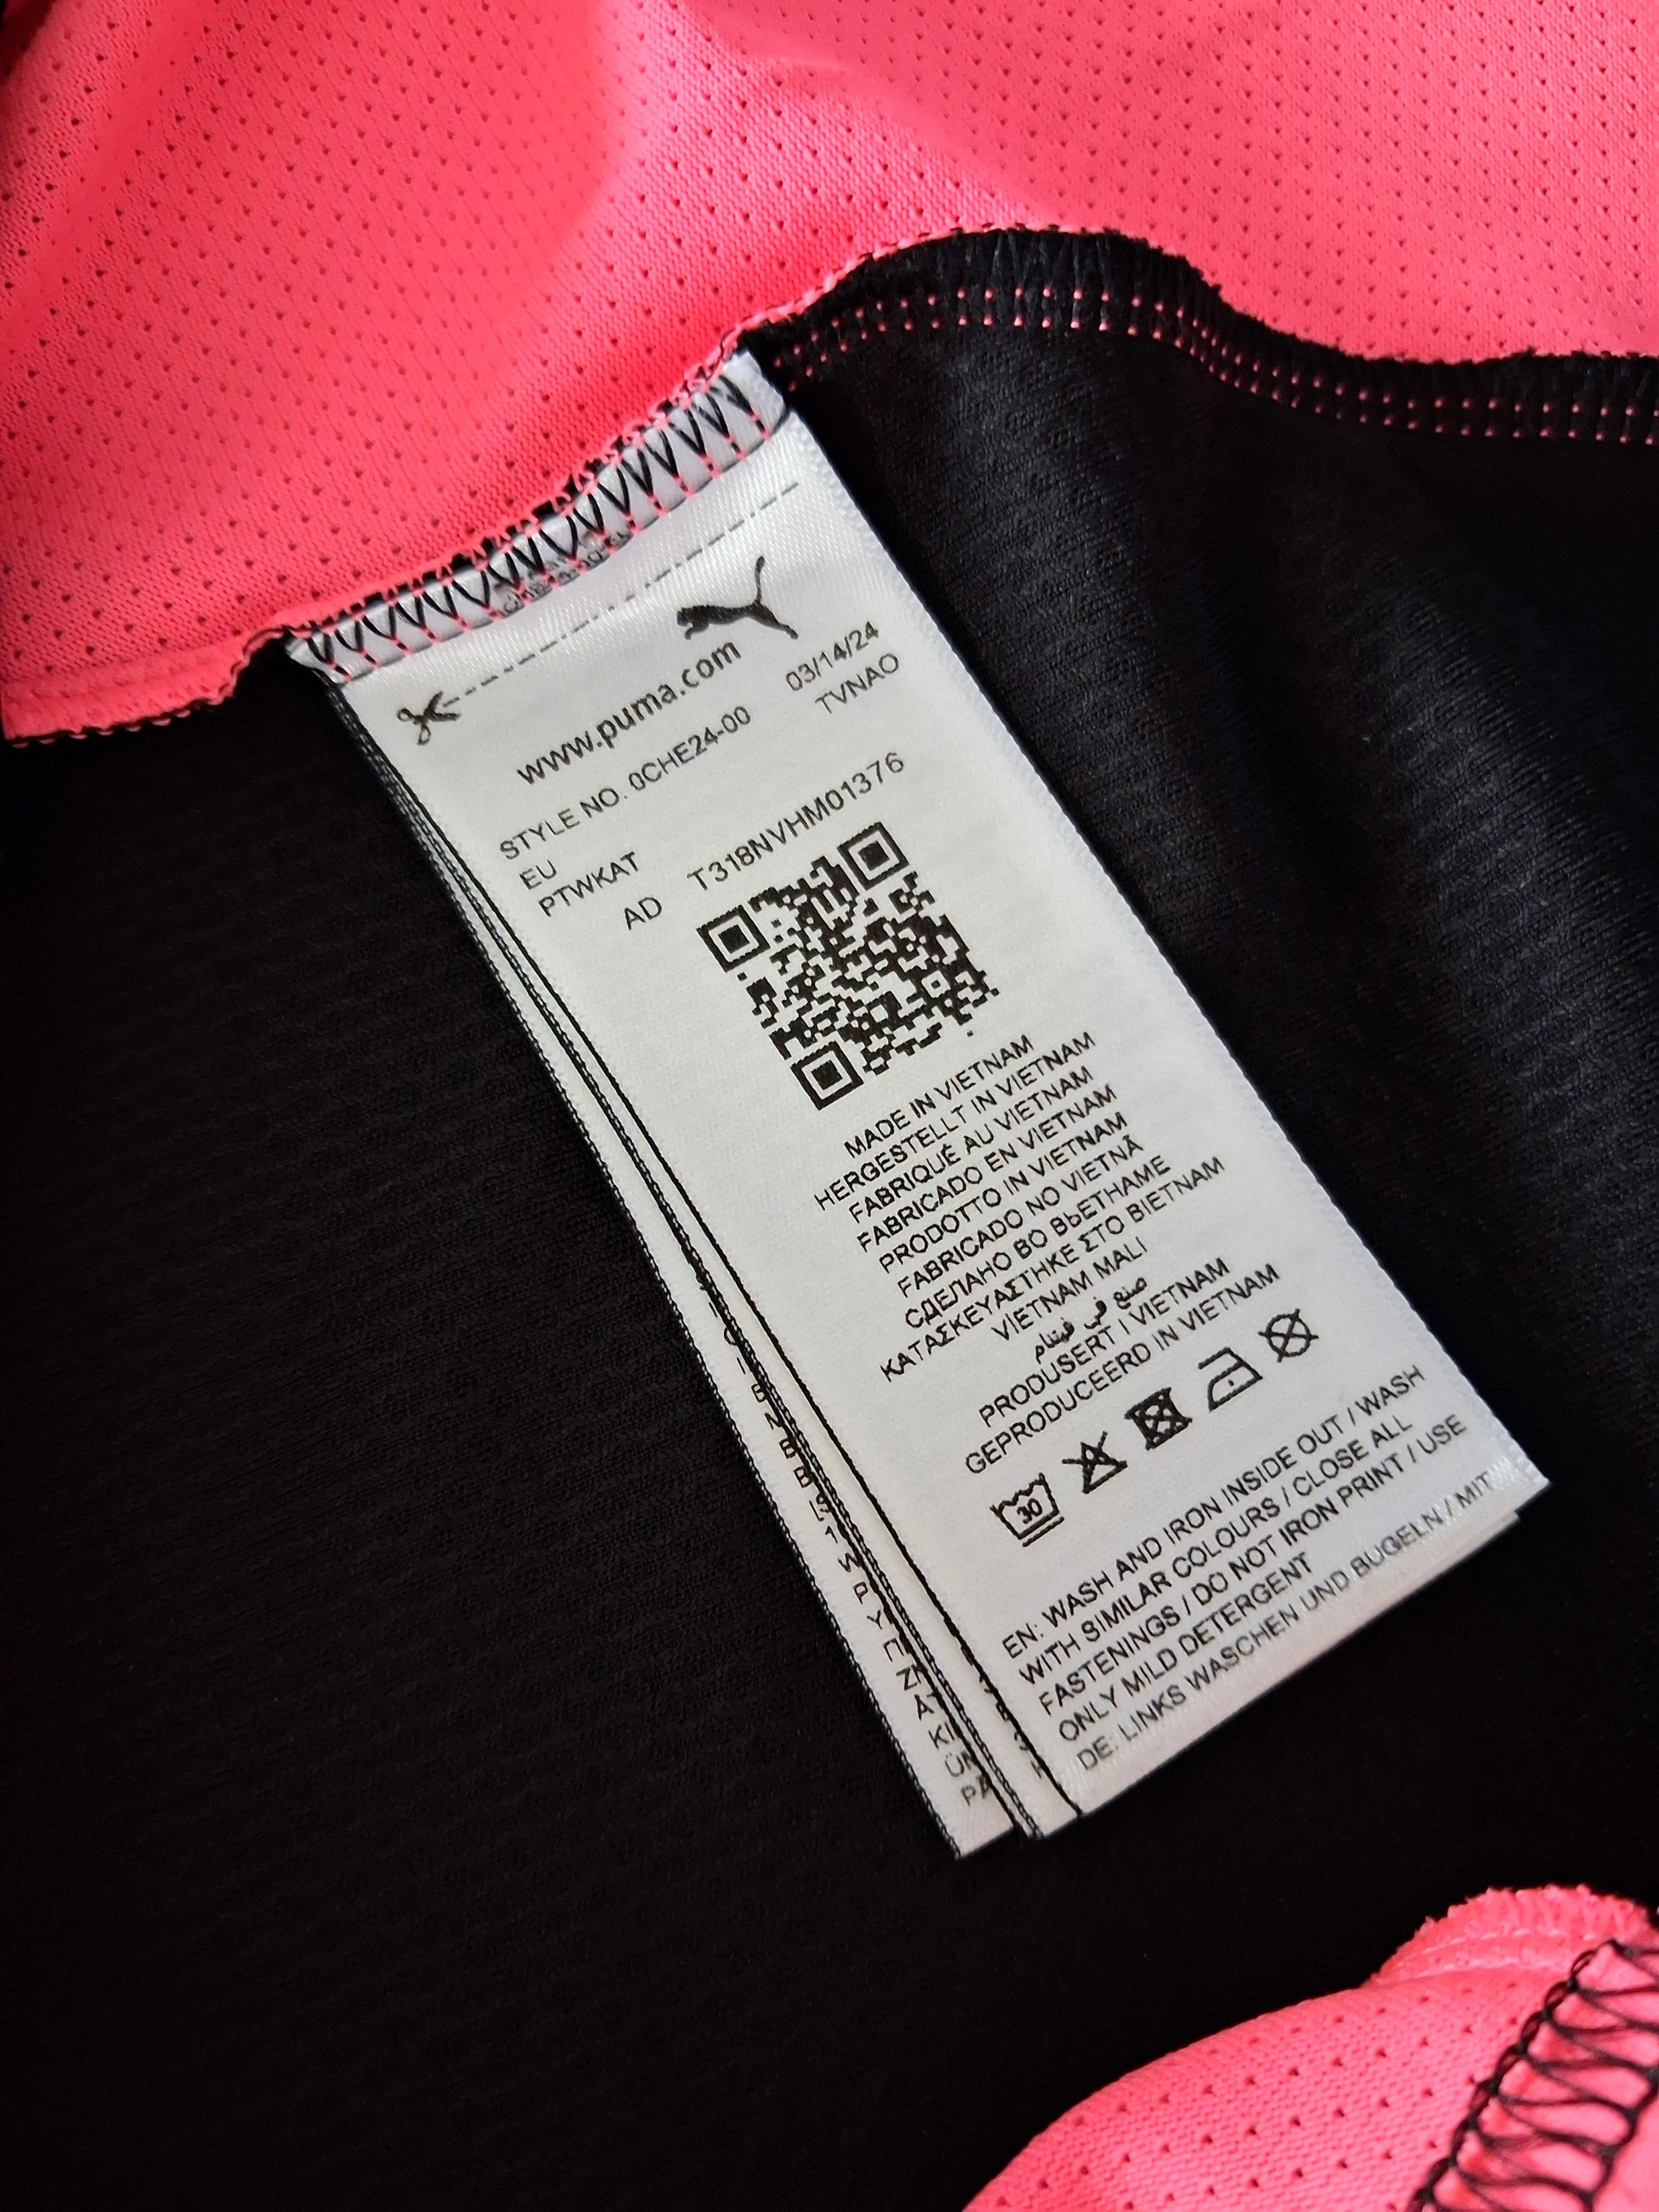 www.puma.com
STYLE NO. 0CHE24-00 03/14/24
EU TVNAO
PTWKAT
AD T318NVHM01376
MADE IN VIETNAM
HERGESTELLT IN VIETNAM
FABRIQUÉ AU VIETNAM
FABRICADO EN VIETNAM
PRODOTTO IN VIETNAM
FABRICADO NO VIETNÃ
СДЕЛАНО ВО ВЬЕТНАМЕ
ΚΑΤΑΣΚΕΥΑΣΤΗΚΕ ΣΤΟ ΒΙΕΤΝΑΜ
VİETNAM MALI
صنع في فيتنام
PRODUSERT I VIETNAM
GEPRODUCEERD IN VIETNAM
30
EN: WASH AND IRON INSIDE OUT / WASH
WITH SIMILAR COLOURS / CLOSE ALL
FASTENINGS / DO NOT IRON PRINT / USE
ONLY MILD DETERGENT
DE: LINKS WASCHEN UND BÜGELN / MIT